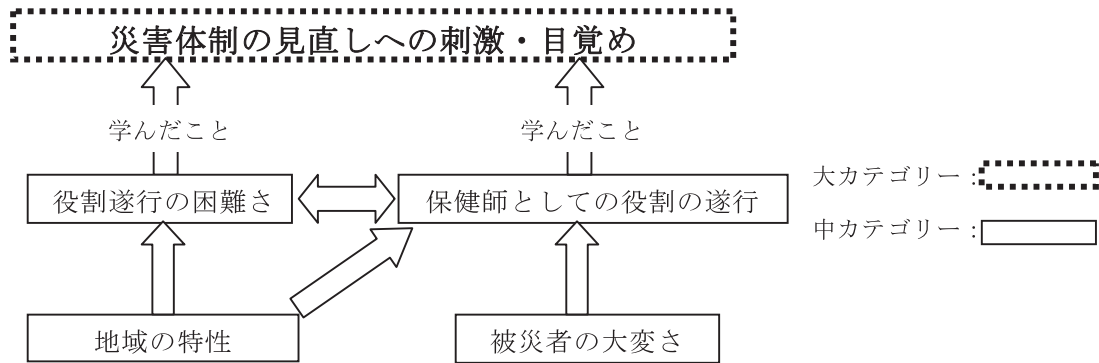 災害体制の見直しへの刺激・目覚め
学んだこと
学んだこと
役割遂行の困難さ
保健師としての役割の遂行
地域の特性
被災者の大変さ
大カテゴリー:
中カテゴリー: